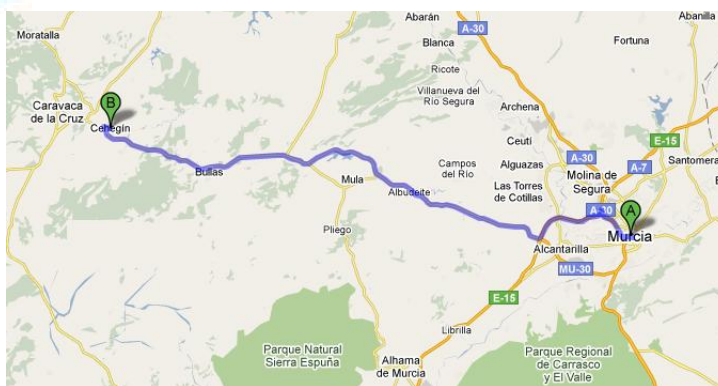 Moratalla
Abarán
A-30
Blanca
Fortuna
Abanilla
Ricote
Villanueva del
Río Segura
B
Caravaca
de la Cruz
Cehegín
Archena
Ceutí
E-15
A-30
A-7
Santomera
Bullas
Mula
Albudeite
Campos
del Río
Alguazas
Molina de
Segura
Las Torres
de Cotillas
A-30
A
Murcia
Pliego
Alcantarilla
MU-30
E-15
Librilla
Parque Natural
Sierra Espuña
Alhama
de Murcia
Parque Regional
de Carrasco
y El Valle